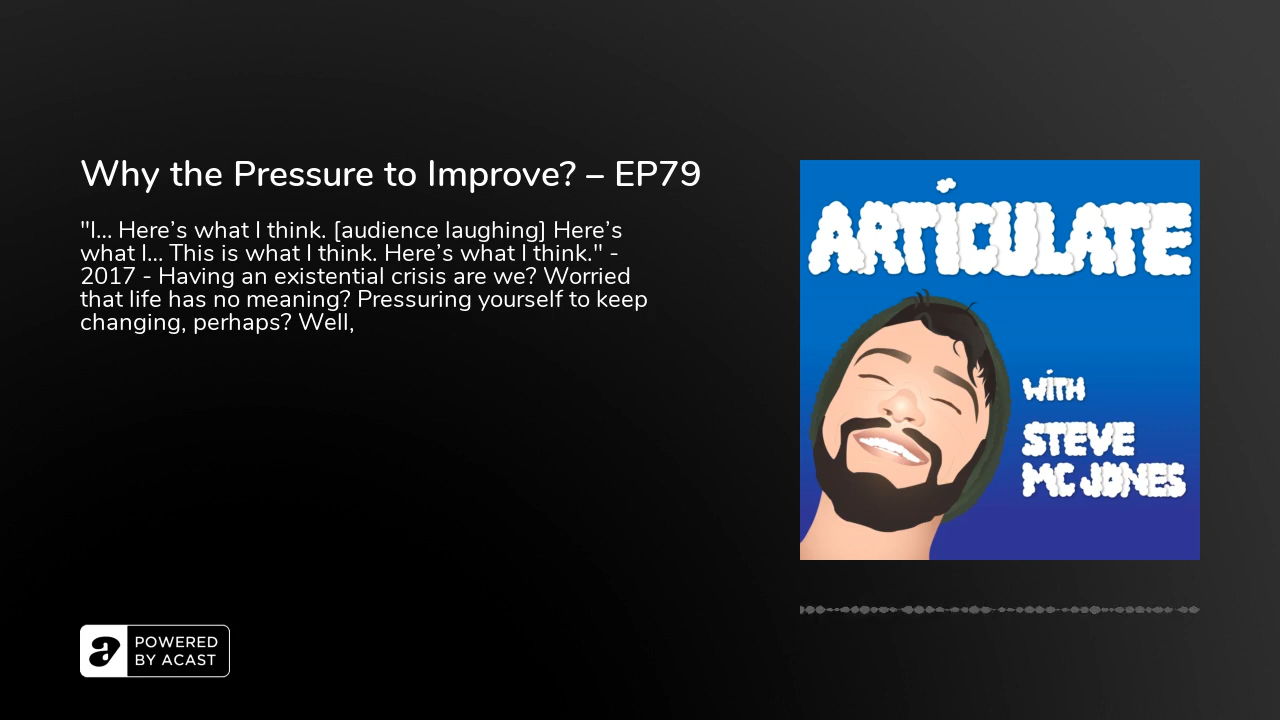 Why the Pressure to Improve? – EP79
"I... Here’s what I think. [audience laughing] Here’s
what I... This is what I think. Here’s what I think." -
2017 - Having an existential crisis are we? Worried
that life has no meaning? Pressuring yourself to keep
changing, perhaps? Well,
ARTÍCULATE
WÍTH
STEVE
MC JONES
a POWERED
BY ACAST